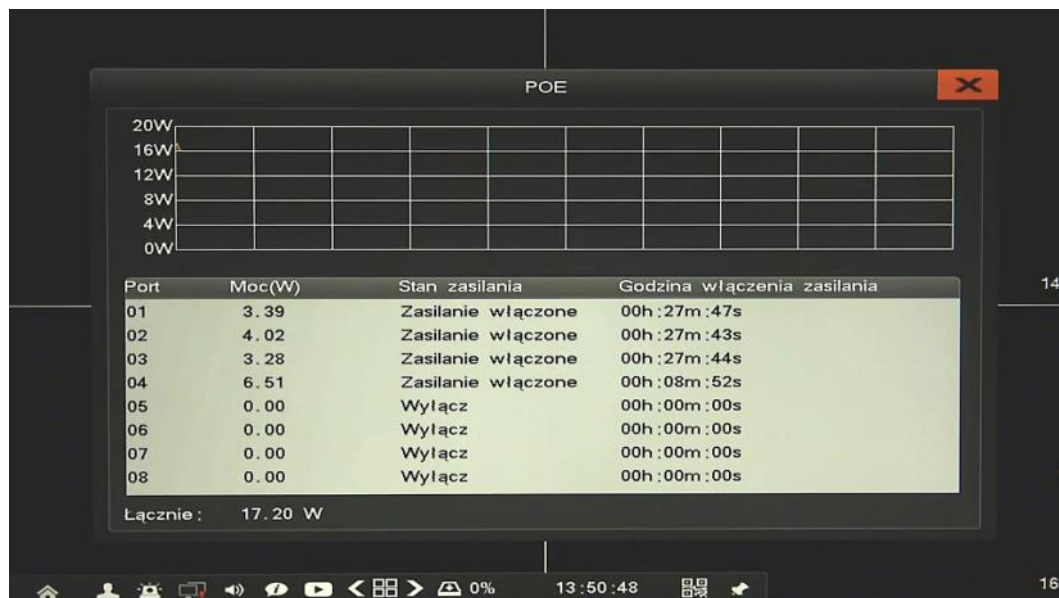 POE
20W
16W
12W
8W
4W
0W
Port Moc(W) Stan zasilania Godzina włączenia zasilania
01 3.39 Zasilanie włączone 00h:27m:47s
02 4.02 Zasilanie włączone 00h:27m:43s
03 3.28 Zasilanie włączone 00h:27m:44s
04 6.51 Zasilanie włączone 00h:08m:52s
05 0.00 Wyłącz 00h:00m:00s
06 0.00 Wyłącz 00h:00m:00s
07 0.00 Wyłącz 00h:00m:00s
08 0.00 Wyłącz 00h:00m:00s
Łącznie: 17.20 W
14
0% 13:50:48
16